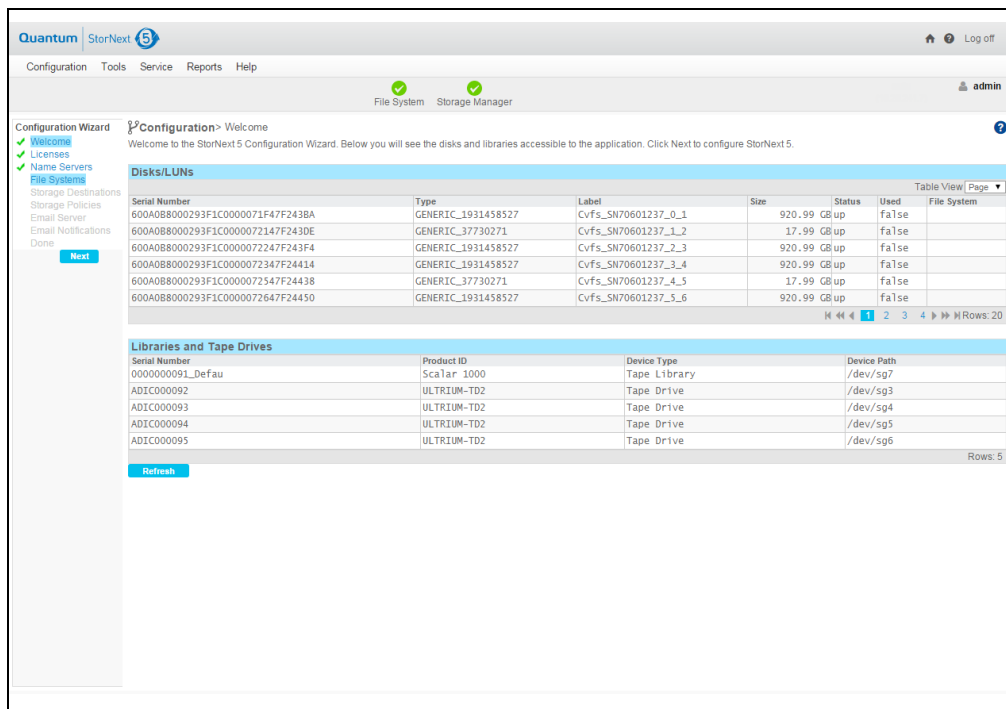 Quantum StorNext 5 Log off
Configuration Tools Service Reports Help
File System Storage Manager admin
Configuration Wizard
Welcome
Licenses
Name Servers
File Systems
Storage Destinations
Storage Policies
Email Server
Email Notifications
Done
Next
Configuration> Welcome
Welcome to the StorNext 5 Configuration Wizard. Below you will see the disks and libraries accessible to the application. Click Next to configure StorNext 5.
Disks/LUNs
Table View Page
Serial Number Type Label Size Status Used File System
600A0B8000293F1C0000071F47F243BA GENERIC_1931458527 Cvfs_SN70601237_0_1 920.99 GB up false
600A0B8000293F1C0000072147F243DE GENERIC_37730271 Cvfs_SN70601237_1_2 17.99 GB up false
600A0B8000293F1C0000072247F243F4 GENERIC_1931458527 Cvfs_SN70601237_2_3 920.99 GB up false
600A0B8000293F1C0000072347F24414 GENERIC_1931458527 Cvfs_SN70601237_3_4 920.99 GB up false
600A0B8000293F1C0000072547F24438 GENERIC_37730271 Cvfs_SN70601237_4_5 17.99 GB up false
600A0B8000293F1C0000072647F24450 GENERIC_1931458527 Cvfs_SN70601237_5_6 920.99 GB up false
1 2 3 4 Rows: 20
Libraries and Tape Drives
Serial Number Product ID Device Type Device Path
0000000091_Defau Scalar 1000 Tape Library /dev/sg7
ADIC000092 ULTRIUM-TD2 Tape Drive /dev/sg3
ADIC000093 ULTRIUM-TD2 Tape Drive /dev/sg4
ADIC000094 ULTRIUM-TD2 Tape Drive /dev/sg5
ADIC000095 ULTRIUM-TD2 Tape Drive /dev/sg6
Rows: 5
Refresh